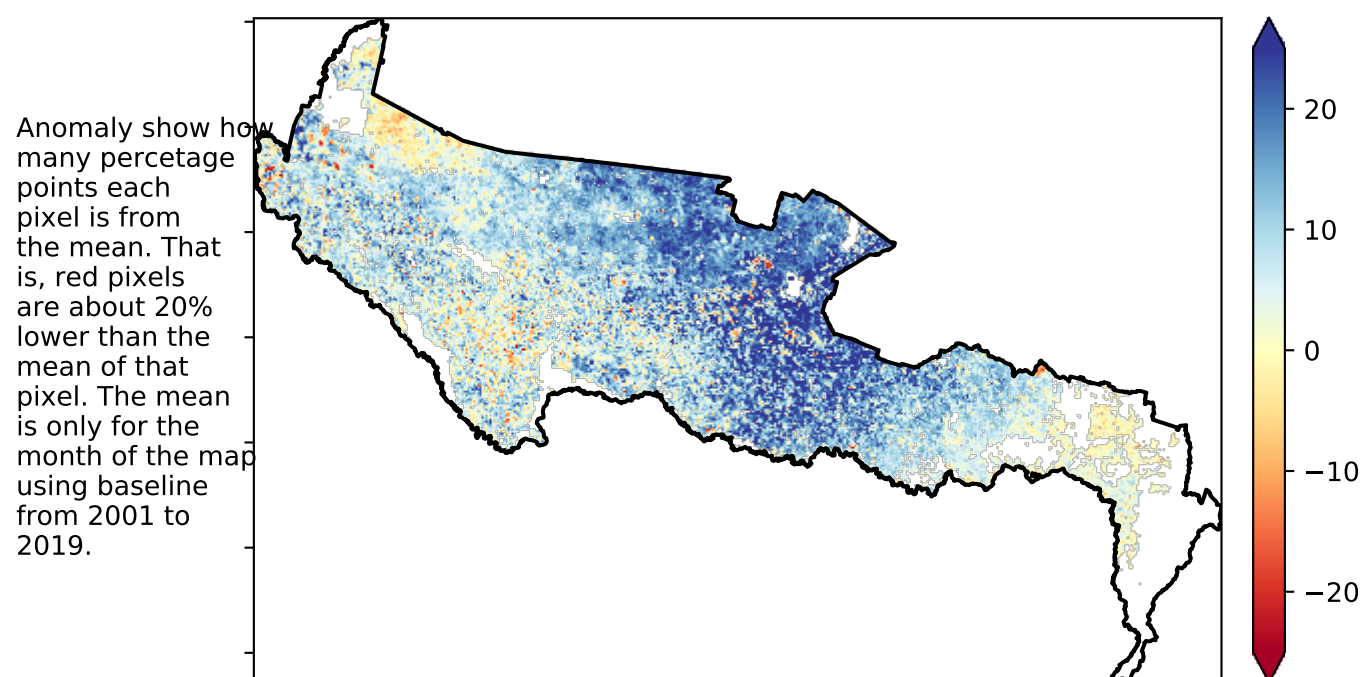 Anomaly show how
many percetage
points each
pixel is from
the mean. That
is, red pixels
are about 20%
lower than the
mean of that
pixel. The mean
is only for the
month of the map
using baseline
from 2001 to
2019.
20
10
0
−10
−20